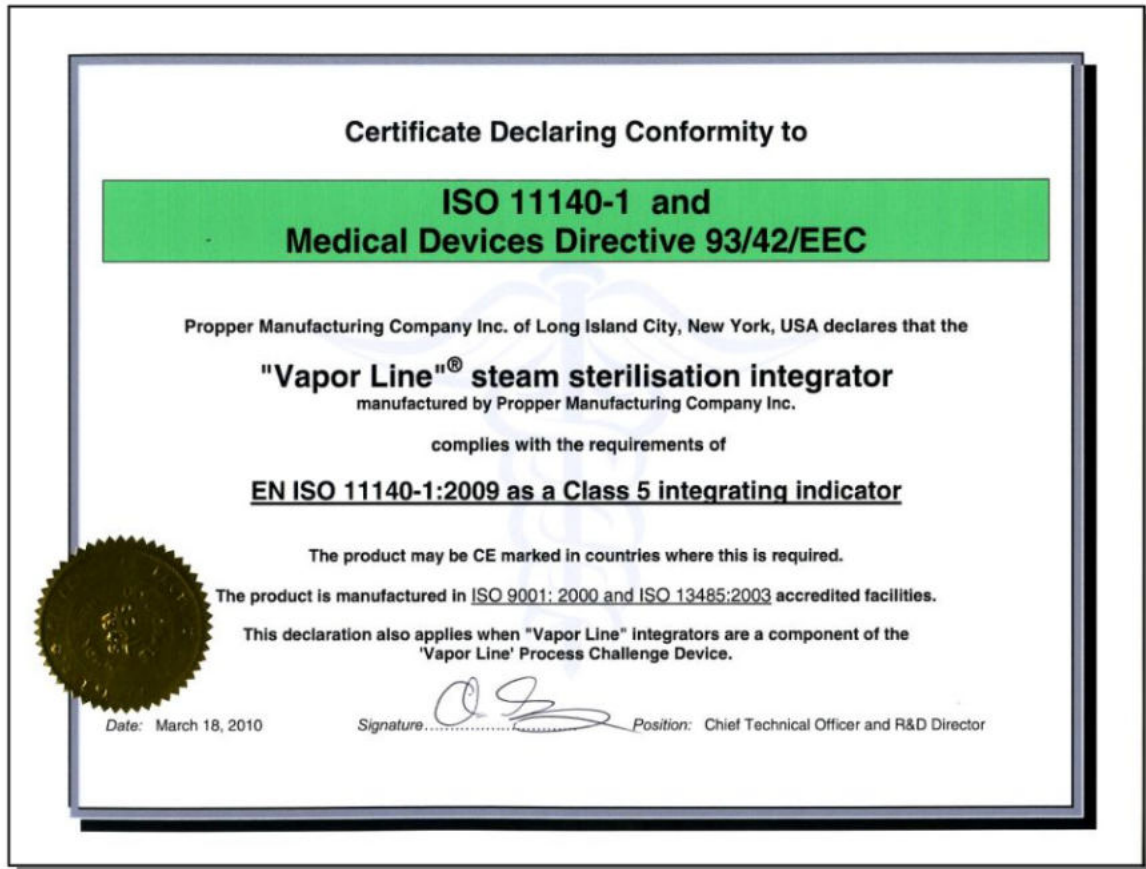 Certificate Declaring Conformity to
ISO 11140-1 and
Medical Devices Directive 93/42/EEC
Propper Manufacturing Company Inc. of Long Island City, New York, USA declares that the
"Vapor Line"® steam sterilisation integrator
manufactured by Propper Manufacturing Company Inc.
complies with the requirements of
EN ISO 11140-1:2009 as a Class 5 integrating indicator
The product may be CE marked in countries where this is required.
The product is manufactured in ISO 9001: 2000 and ISO 13485:2003 accredited facilities.
This declaration also applies when "Vapor Line" integrators are a component of the
'Vapor Line' Process Challenge Device.
Date: March 18, 2010 Signature............................ Position: Chief Technical Officer and R&D Director